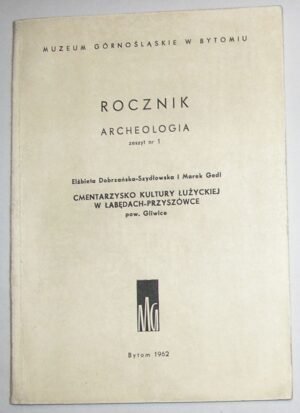 MUZEUM GÓRNOŚLĄSKIE W BYTOMIU
ROCZNIK
ARCHEOLOGIA
zeszyt nr 1
Elżbieta Dobrzańska-Szydłowska i Marek Gedl
CMENTARZYSKO KULTURY ŁUŻYCKIEJ
W ŁABĘDACH-PRZYSZÓWCE
pow. Gliwice
MG
Bytom 1962